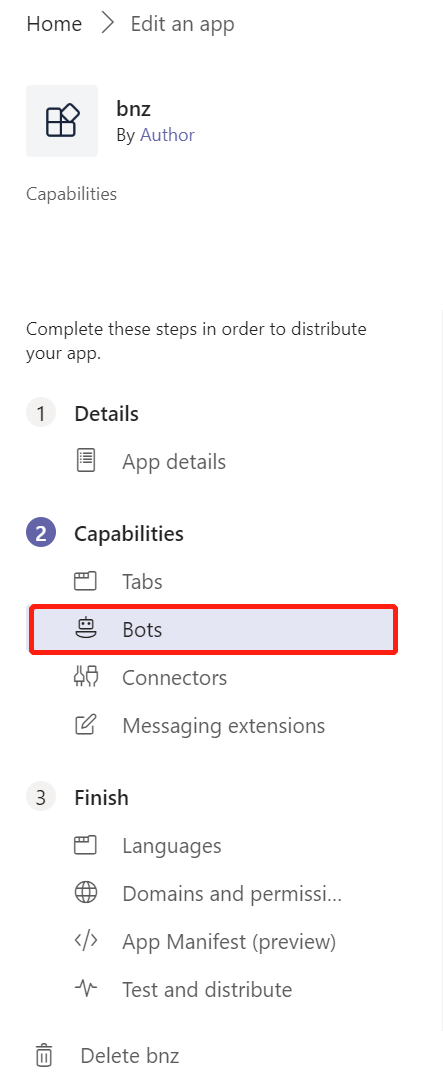 Home > Edit an app
bnz
By Author
Capabilities
Complete these steps in order to distribute
your app.
1 Details
App details
2 Capabilities
Tabs
Bots
Connectors
Messaging extensions
3 Finish
Languages
Domains and permissi...
App Manifest (preview)
Test and distribute
Delete bnz